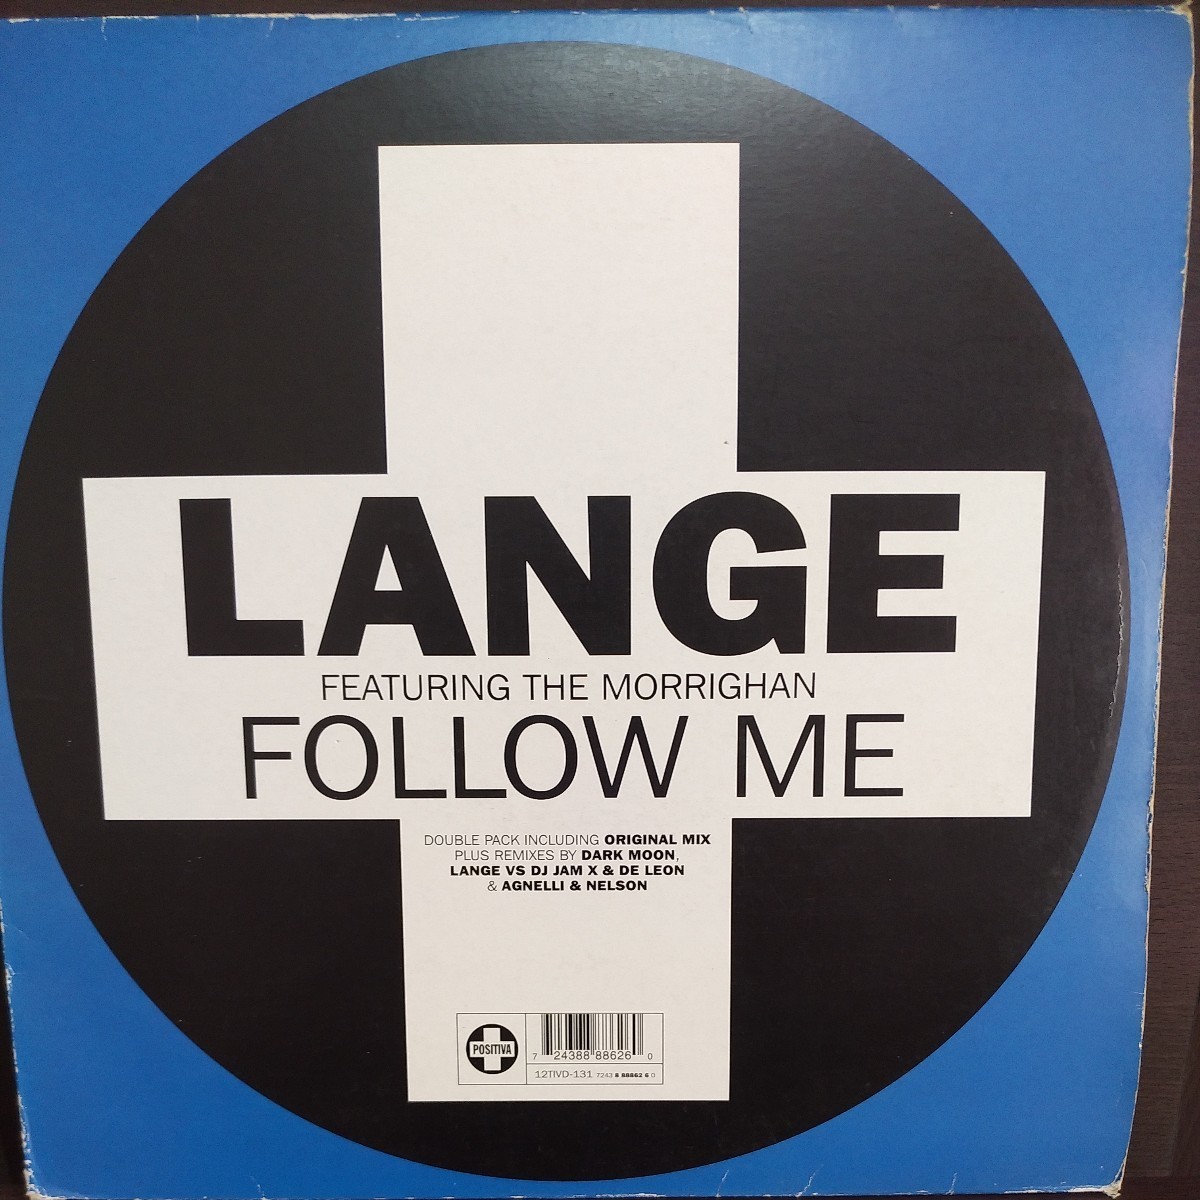 LANGE
FEATURING THE MORRIGHAN
FOLLOW ME
DOUBLE PACK INCLUDING ORIGINAL MIX
PLUS REMIXES BY DARK MOON,
LANGE VS DJ JAM X & DE LEON
& AGNELLI & NELSON
POSITIVA
7 24388 88626 0
12TIVD-131 7243 8 88862 6 0